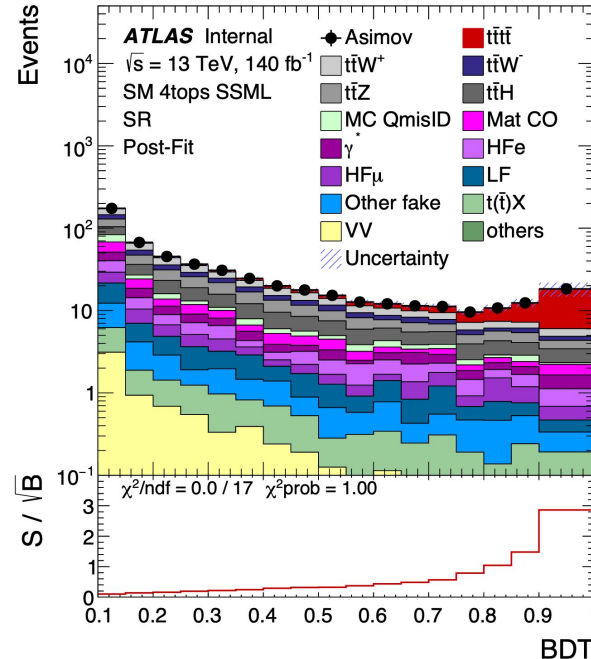 Events
ATLAS Internal
√s = 13 TeV, 140 fb⁻¹
SM 4tops SSML
SR
Post-Fit
Asimov
tt̄tt̄
tt̄W⁺
tt̄W⁻
tt̄Z
tt̄H
MC QmisID
Mat CO
γ*
HFe
HFμ
LF
Other fake
t(t̄)X
VV
others
Uncertainty
10⁴
10³
10²
10
1
10⁻¹
S / √B
χ²/ndf = 0.0 / 17 χ²prob = 1.00
3
2
1
0
0.1 0.2 0.3 0.4 0.5 0.6 0.7 0.8 0.9
BDT